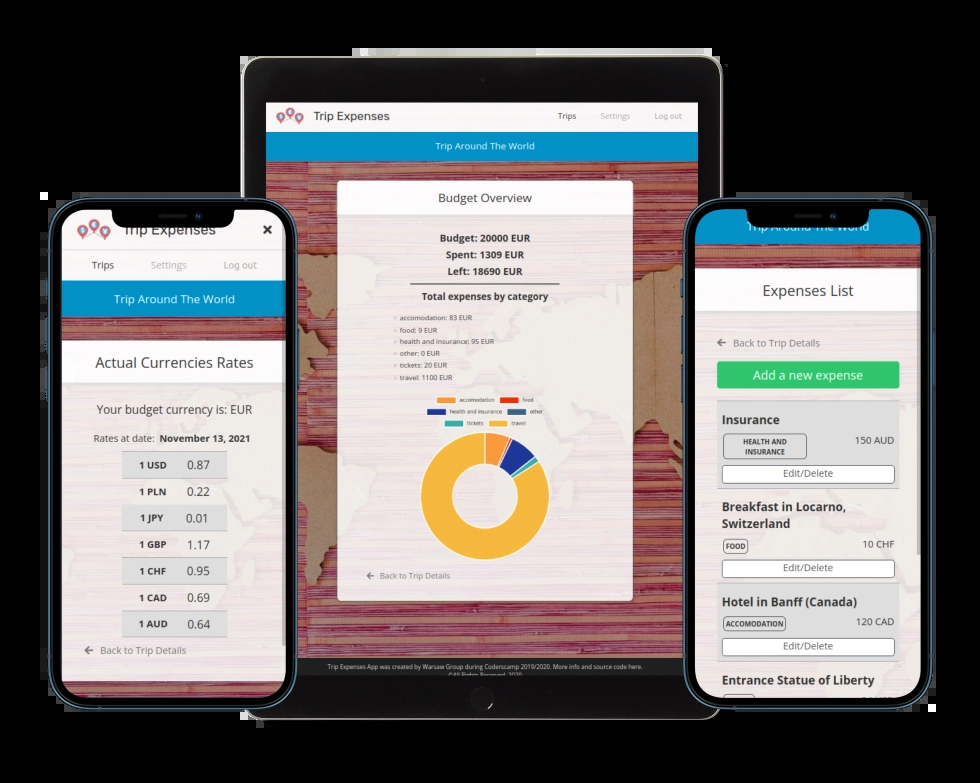 Trip Expenses
Trips Settings Log out
Trip Around The World
Actual Currencies Rates
Your budget currency is: EUR
Rates at date: November 13, 2021
1 USD 0.87
1 PLN 0.22
1 JPY 0.01
1 GBP 1.17
1 CHF 0.95
1 CAD 0.69
1 AUD 0.64
Back to Trip Details
Trip Expenses
Trips Settings Log out
Trip Around The World
Budget Overview
Budget: 20000 EUR
Spent: 1309 EUR
Left: 18690 EUR
Total expenses by category
accomodation: 83 EUR
food: 9 EUR
health and insurance: 95 EUR
other: 0 EUR
tickets: 20 EUR
travel: 1100 EUR
accomodation food
health and insurance other
tickets travel
Back to Trip Details
Trip Expenses App was created by Warsaw Group during Coderscamp 2019/2020. More info and source code here.
©All Rights Reserved, 2020
Trip Around The World
Expenses List
Back to Trip Details
Add a new expense
Insurance
HEALTH AND
INSURANCE
150 AUD
Edit/Delete
Breakfast in Locarno,
Switzerland
FOOD
10 CHF
Edit/Delete
Hotel in Banff (Canada)
ACCOMODATION
120 CAD
Edit/Delete
Entrance Statue of Liberty